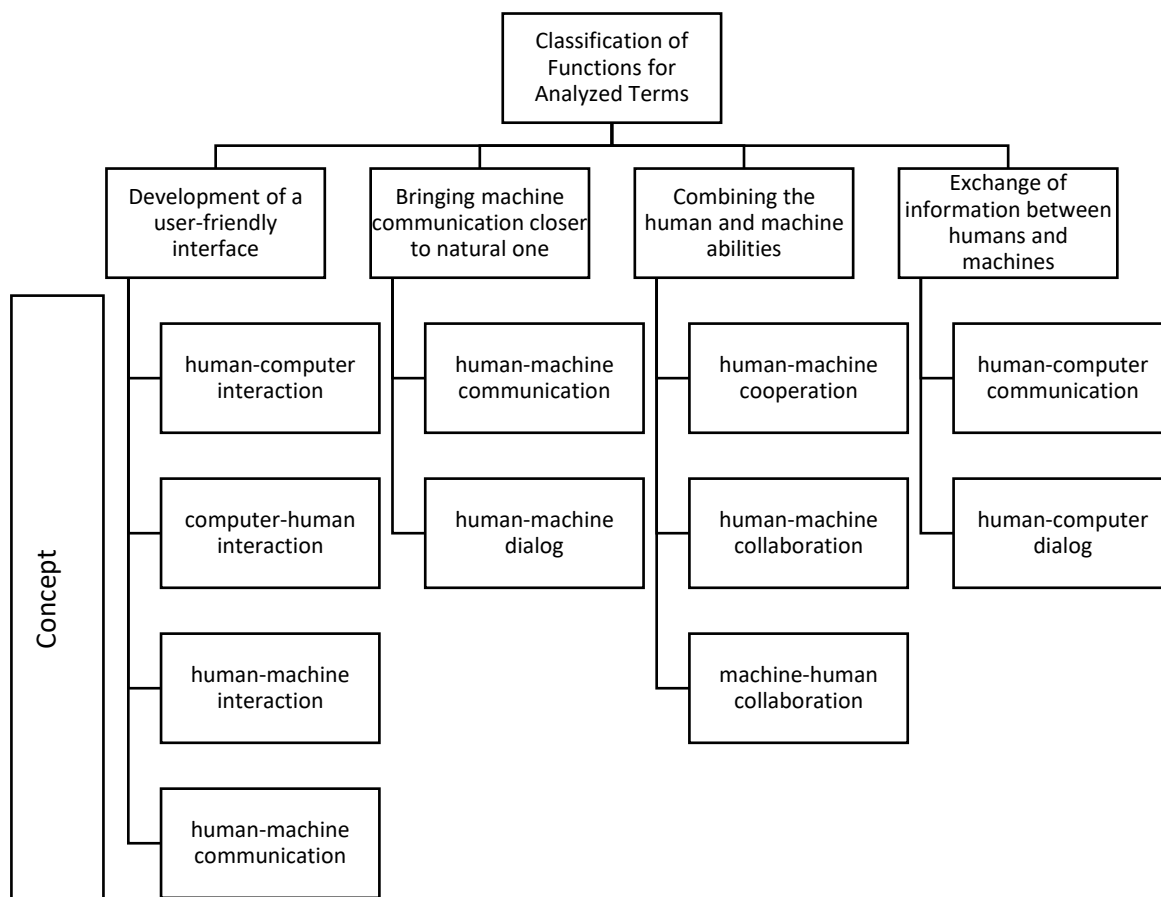 Classification of
Functions for
Analyzed Terms
Development of a
user-friendly
interface
Bringing machine
communication closer
to natural one
Combining the
human and machine
abilities
Exchange of
information between
humans and
machines
Concept
human-computer
interaction
computer-human
interaction
human-machine
interaction
human-machine
communication
human-machine
communication
human-machine
dialog
human-machine
cooperation
human-machine
collaboration
machine-human
collaboration
human-computer
communication
human-computer
dialog